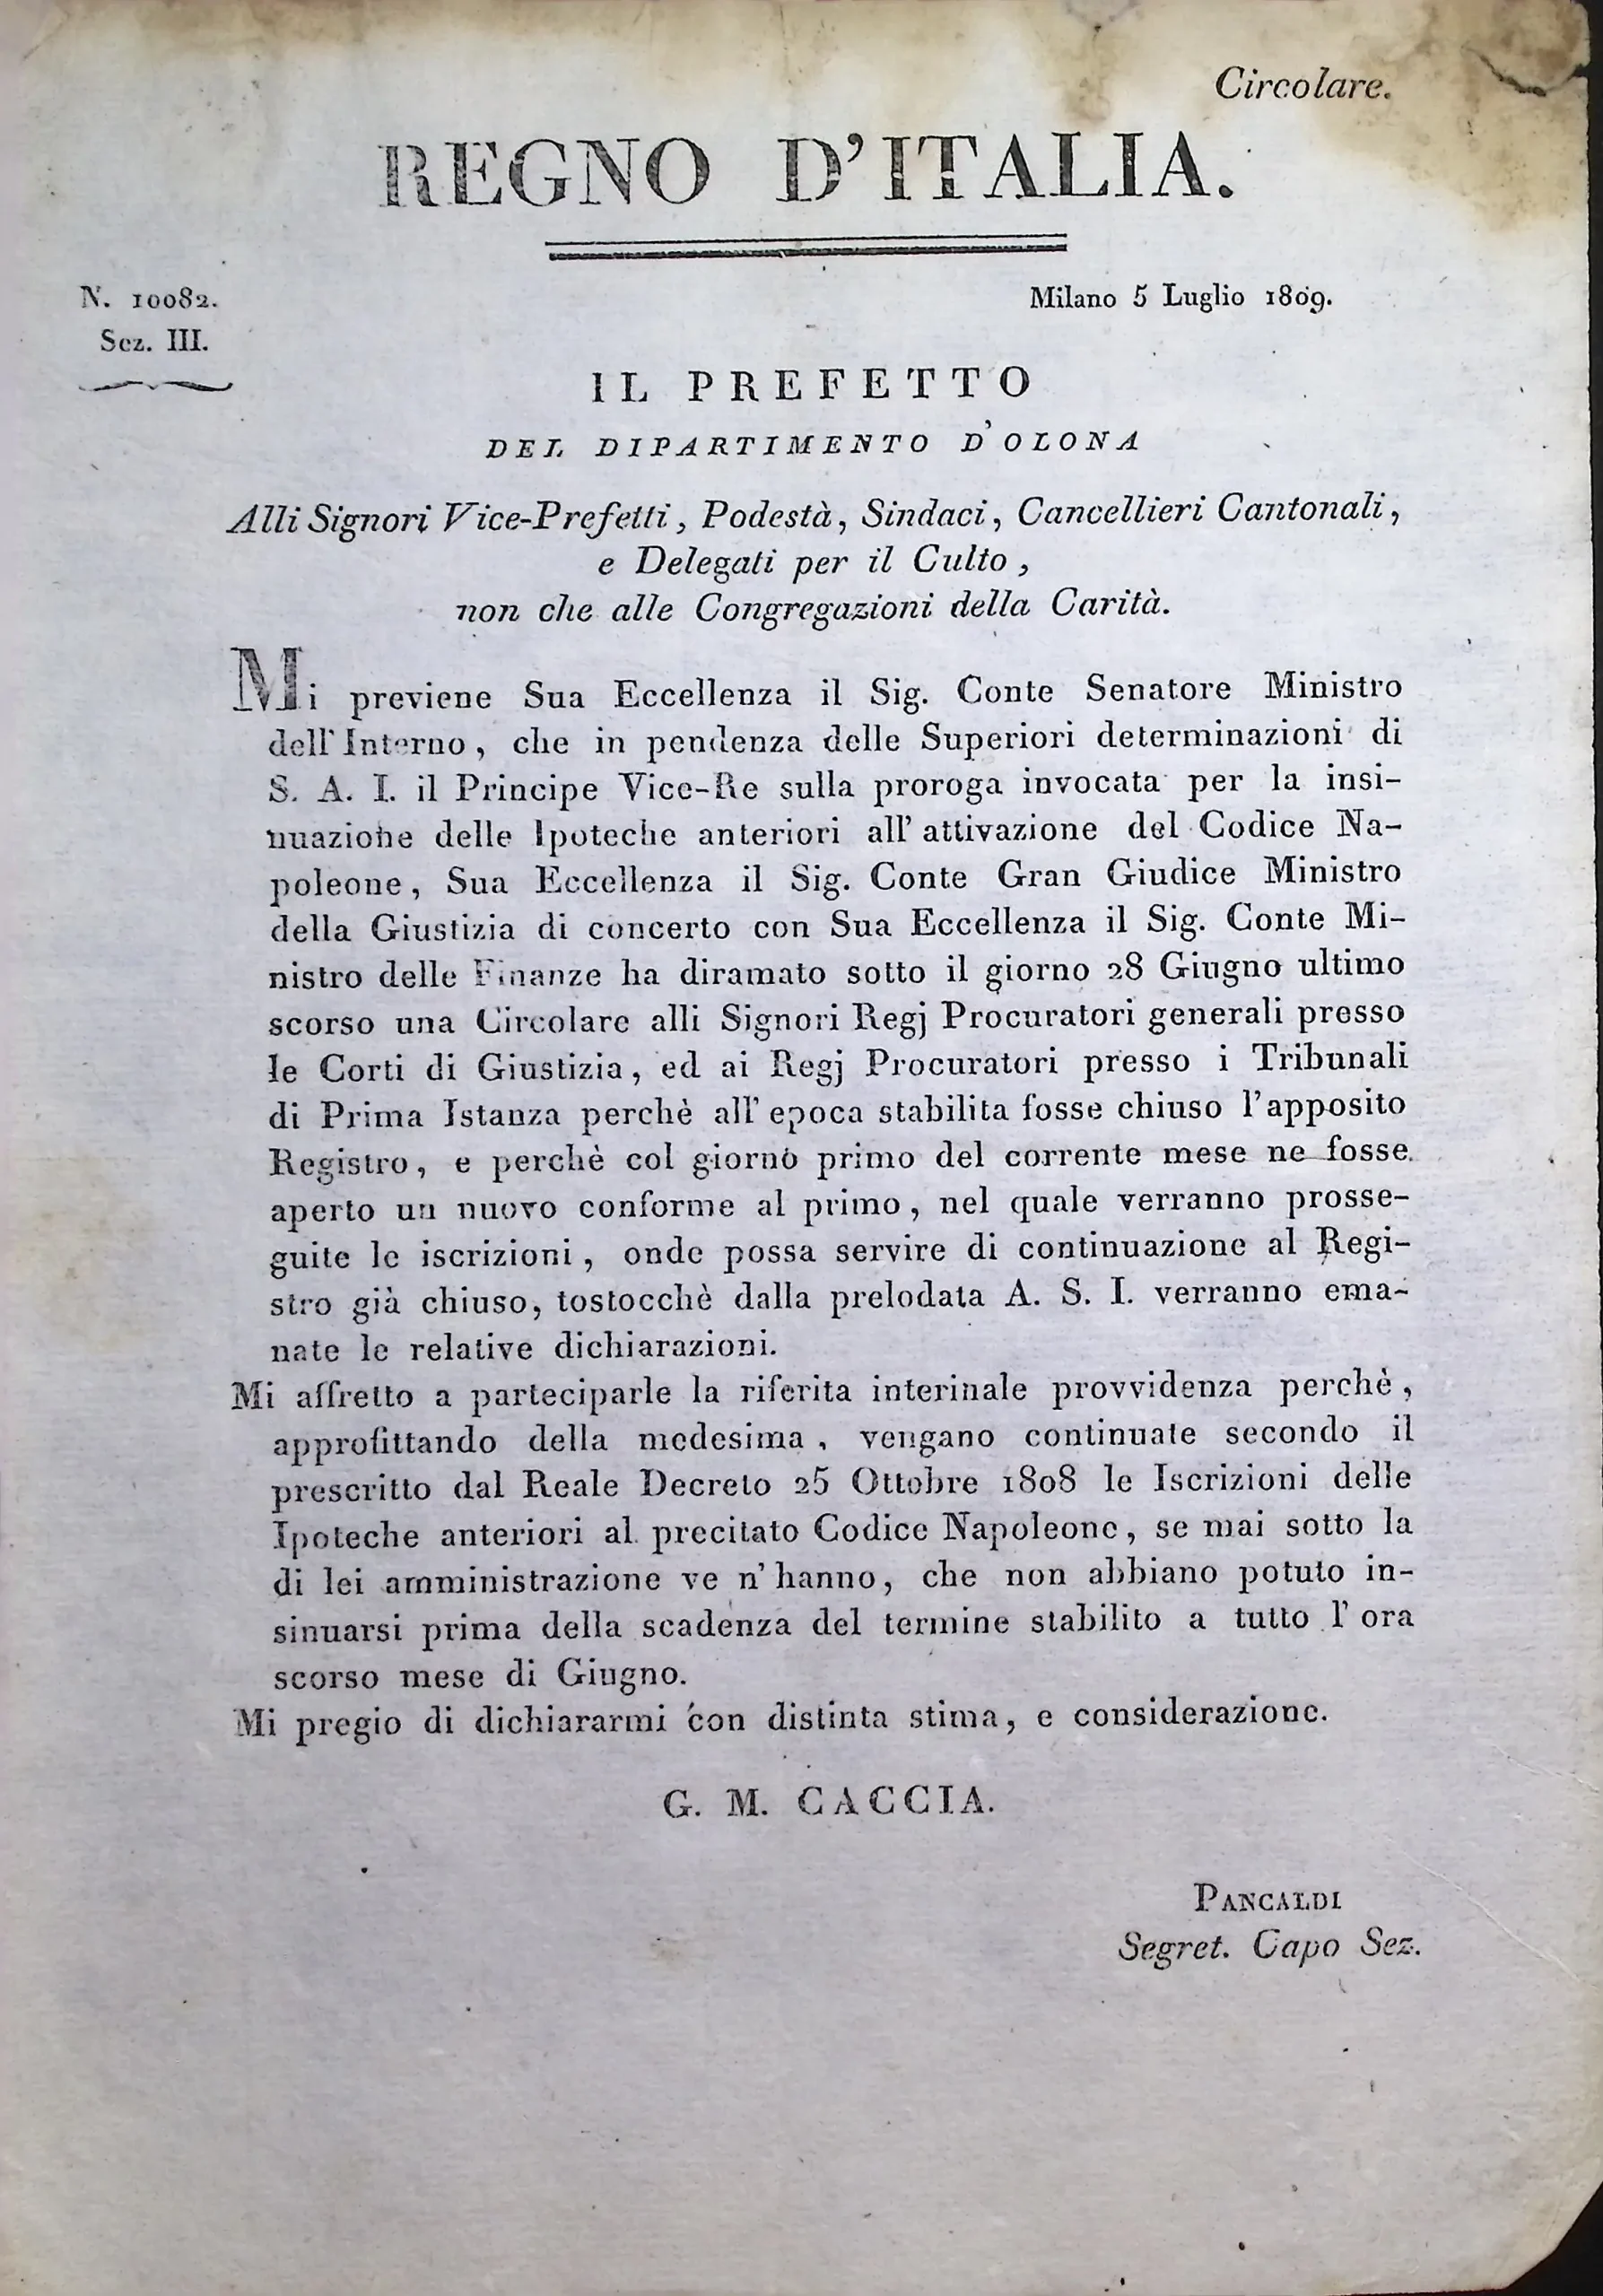 Circolare.
REGNO D'ITALIA.
N. 10082.
Sez. III.
Milano 5 Luglio 1809.
IL PREFETTO
DEL DIPARTIMENTO D'OLONA
Alli Signori Vice-Prefetti, Podestà, Sindaci, Cancellieri Cantonali,
e Delegati per il Culto,
non che alle Congregazioni della Carità.
Mi previene Sua Eccellenza il Sig. Conte Senatore Ministro
dell'Interno, che in pendenza delle Superiori determinazioni di
S. A. I. il Principe Vice-Re sulla proroga invocata per la insi-
nuazione delle Ipoteche anteriori all'attivazione del Codice Na-
poleone, Sua Eccellenza il Sig. Conte Gran Giudice Ministro
della Giustizia di concerto con Sua Eccellenza il Sig. Conte Mi-
nistro delle Finanze ha diramato sotto il giorno 28 Giugno ultimo
scorso una Circolare alli Signori Regj Procuratori generali presso
le Corti di Giustizia, ed ai Regj Procuratori presso i Tribunali
di Prima Istanza perchè all'epoca stabilita fosse chiuso l'apposito
Registro, e perchè col giorno primo del corrente mese ne fosse
aperto un nuovo conforme al primo, nel quale verranno prosse-
guite le iscrizioni, onde possa servire di continuazione al Regi-
stro già chiuso, tostocchè dalla prelodata A. S. I. verranno ema-
nate le relative dichiarazioni.
Mi affretto a parteciparle la riferita interinale provvidenza perchè,
approfittando della medesima, vengano continuate secondo il
prescritto dal Reale Decreto 25 Ottobre 1808 le Iscrizioni delle
Ipoteche anteriori al precitato Codice Napoleone, se mai sotto la
di lei amministrazione ve n'hanno, che non abbiano potuto in-
sinuarsi prima della scadenza del termine stabilito a tutto l'ora
scorso mese di Giugno.
Mi pregio di dichiararmi con distinta stima, e considerazione.
G. M. CACCIA.
PANCALDI
Segret. Capo Sez.